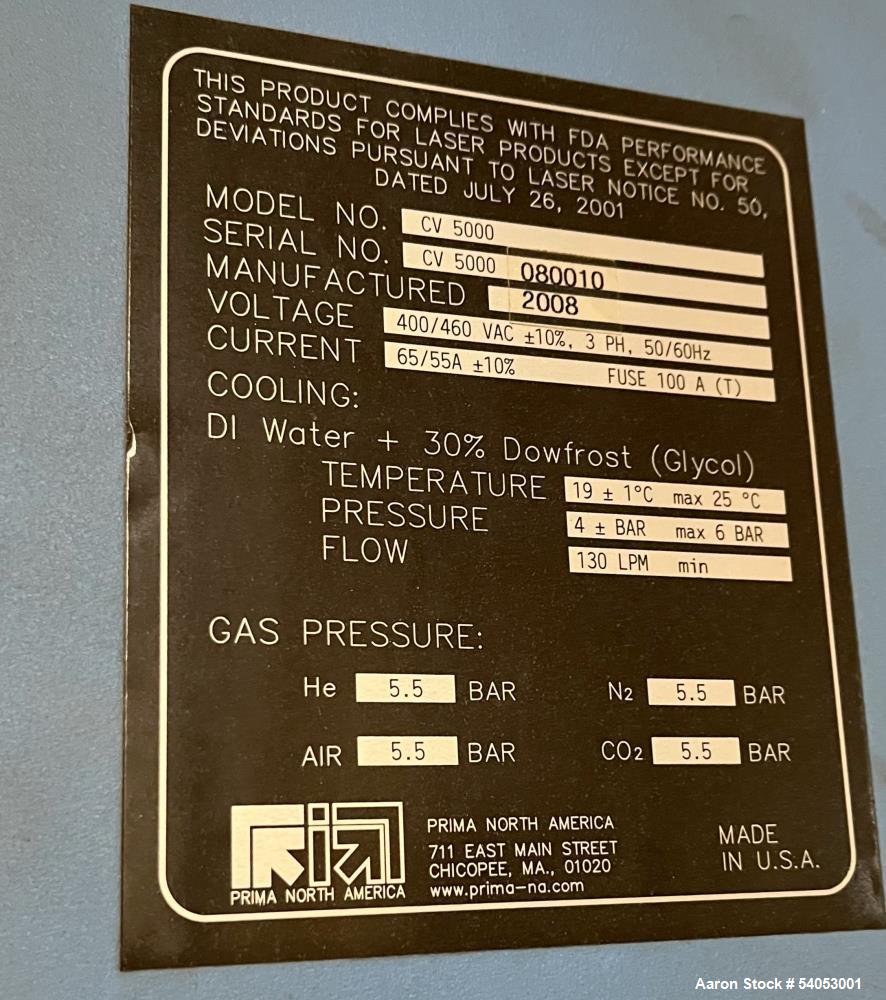 THIS PRODUCT COMPLIES WITH FDA PERFORMANCE
STANDARDS FOR LASER PRODUCTS EXCEPT FOR
DEVIATIONS PURSUANT TO LASER NOTICE NO. 50,
DATED JULY 26, 2001
MODEL NO. CV 5000
SERIAL NO. CV 5000 080010
MANUFACTURED 2008
VOLTAGE 400/460 VAC ±10%, 3 PH, 50/60Hz
CURRENT 65/55A ±10% FUSE 100 A (T)
COOLING:
DI Water + 30% Dowfrost (Glycol)
TEMPERATURE 19 ± 1°C max 25 °C
PRESSURE 4 ± BAR max 6 BAR
FLOW 130 LPM min
GAS PRESSURE:
He 5.5 BAR N2 5.5 BAR
AIR 5.5 BAR CO2 5.5 BAR
PRIMA NORTH AMERICA
PRIMA NORTH AMERICA
711 EAST MAIN STREET
CHICOPEE, MA., 01020
www.prima-na.com
MADE
IN U.S.A.
Aaron Stock # 54053001